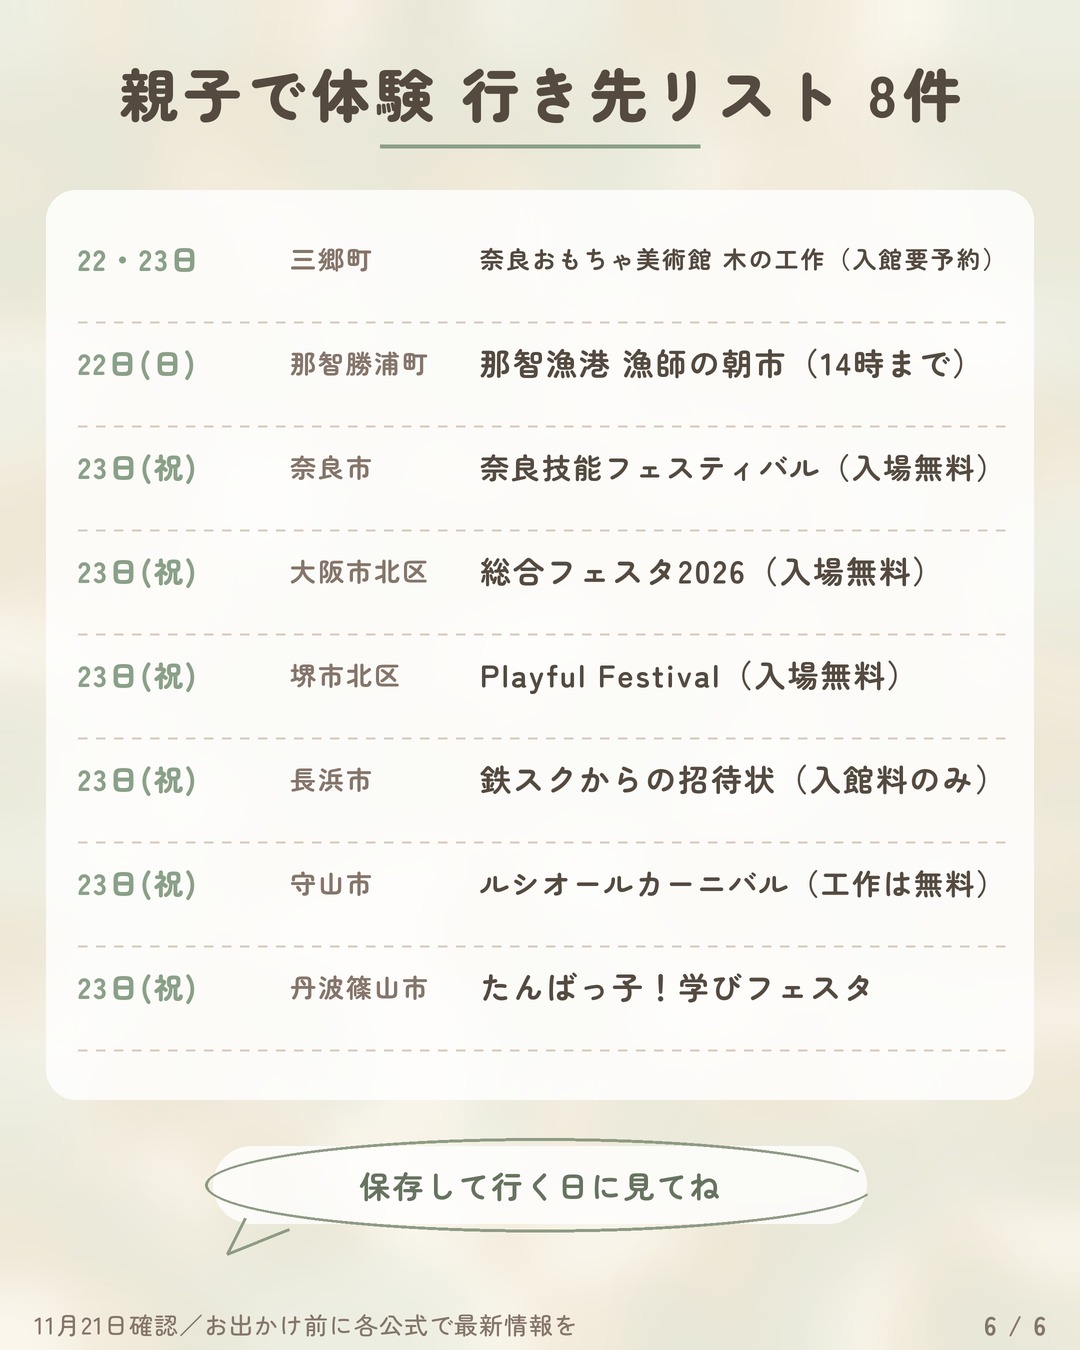 親子で体験 行き先リスト 8件
22・23日 三郷町 奈良おもちゃ美術館 木の工作（入館要予約）
22日(日) 那智勝浦町 那智漁港 漁師の朝市（14時まで）
23日(祝) 奈良市 奈良技能フェスティバル（入場無料）
23日(祝) 大阪市北区 総合フェスタ2026（入場無料）
23日(祝) 堺市北区 Playful Festival（入場無料）
23日(祝) 長浜市 鉄スクからの招待状（入館料のみ）
23日(祝) 守山市 ルシオールカーニバル（工作は無料）
23日(祝) 丹波篠山市 たんばっ子！学びフェスタ
保存して行く日に見てね
11月21日確認／お出かけ前に各公式で最新情報を
6 / 6